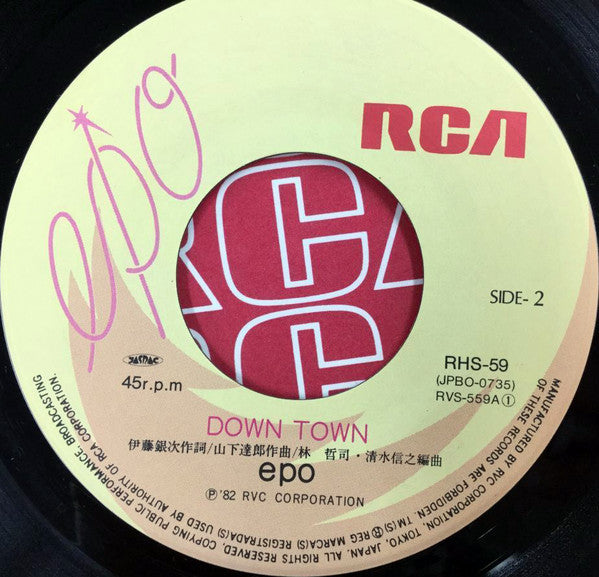 epo
RCA
SIDE- 2
JASRAC
45r.p.m
RHS-59
(JPBO-0735)
RVS-559A①
DOWN TOWN
伊藤銀次作詞/山下達郎作曲/林 哲司・清水信之編曲
epo
Ⓟ'82 RVC CORPORATION
ALL RIGHTS RESERVED. COPYING PUBLIC PERFORMANCE, BROADCASTING
OF THESE RECORDS ARE FORBIDDEN. TM(S) Ⓡ REG MARCA(S) REGISTRADA(S) USED BY AUTHORITY OF RCA CORPORATION.
MANUFACTURED BY RVC CORPORATION, TOKYO, JAPAN.